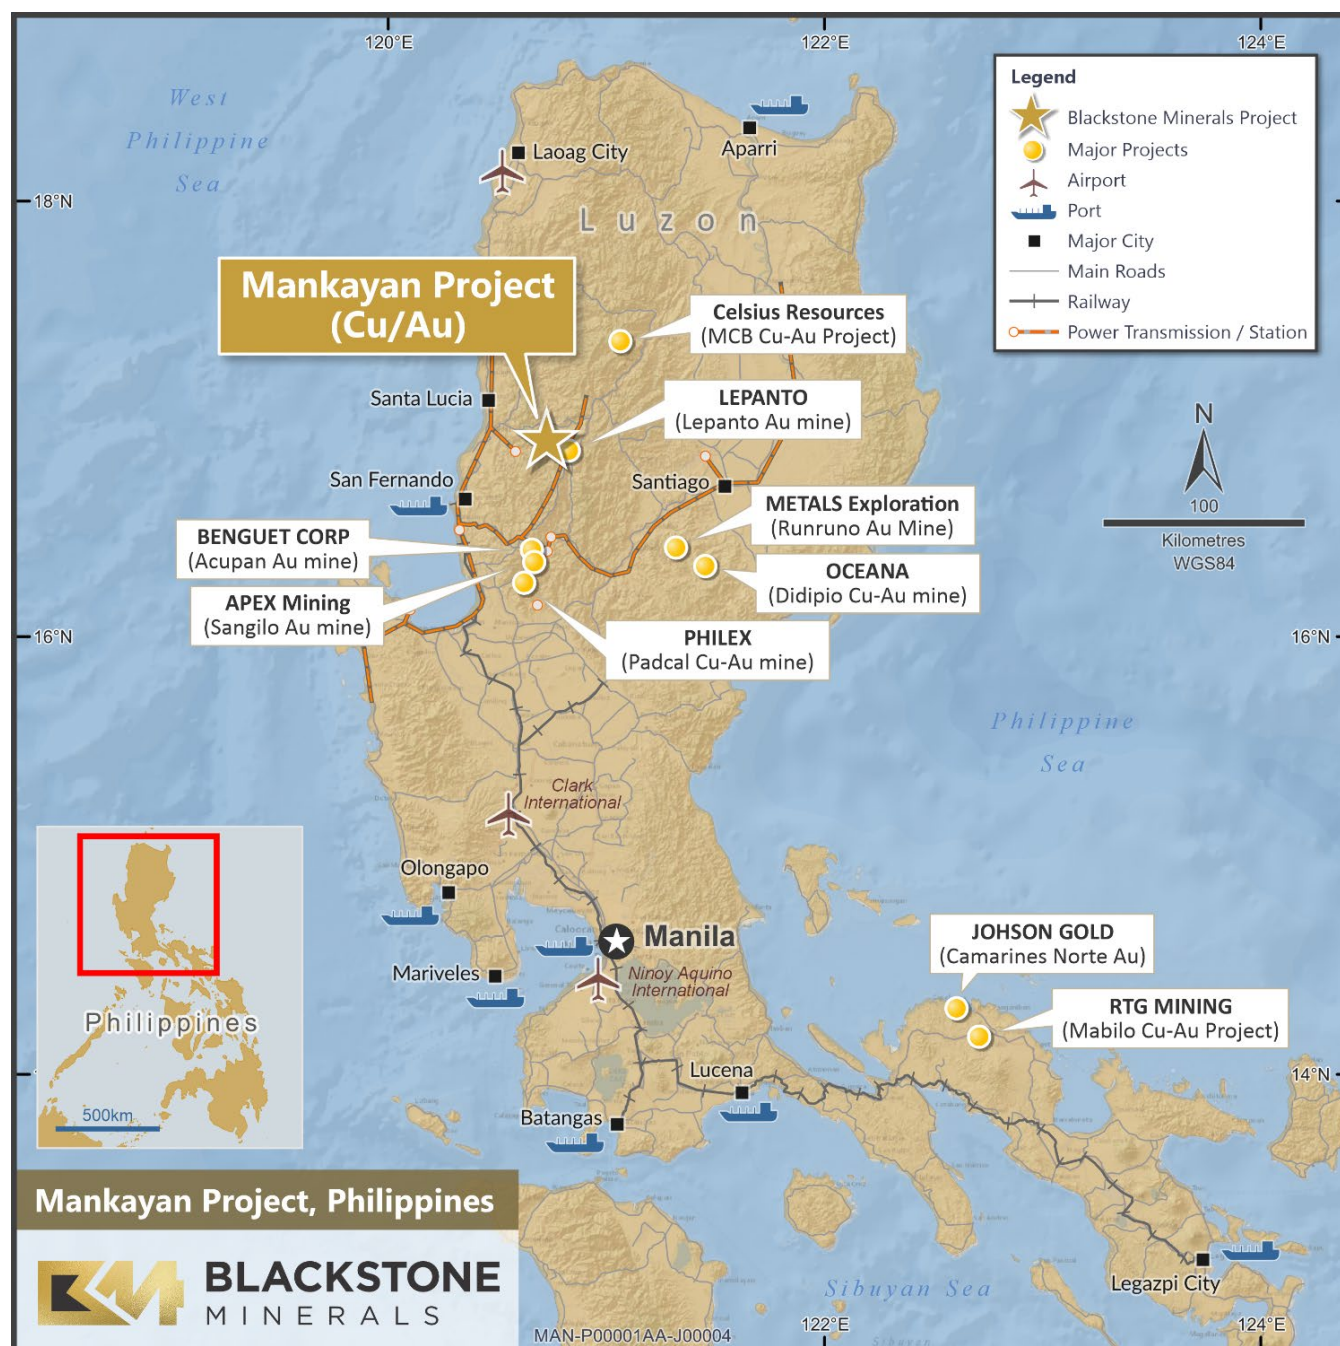 120°E
122°E
124°E
West
Philippine
Sea
18°N
Laoag City
Aparri
Luzon
Legend
Blackstone Minerals Project
Major Projects
Airport
Port
Major City
Main Roads
Railway
Power Transmission / Station
Mankayan Project
(Cu/Au)
Celsius Resources
(MCB Cu-Au Project)
LEPANTO
(Lepanto Au mine)
Santa Lucia
San Fernando
Santiago
N
100
Kilometres
WGS84
BENGUET CORP
(Acupan Au mine)
METALS Exploration
(Runruno Au Mine)
APEX Mining
(Sangilo Au mine)
OCEANA
(Didipio Cu-Au mine)
PHILEX
(Padcal Cu-Au mine)
16°N
16°N
Philippine
Sea
Clark
International
Olongapo
Manila
Mariveles
Ninoy Aquino
International
JOHSON GOLD
(Camarines Norte Au)
RTG MINING
(Mabilo Cu-Au Project)
Philippines
500km
Lucena
Batangas
14°N
Legazpi City
Sibuyan Sea
Mankayan Project, Philippines
BLACKSTONE
MINERALS
MAN-P00001AA-J00004
122°E
124°E